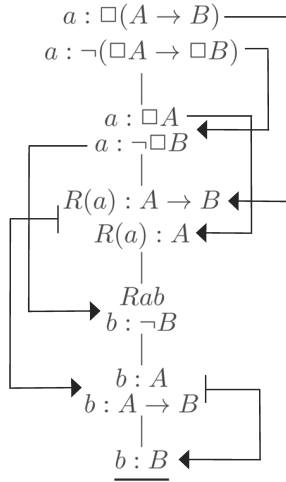 a : □(A → B)
a : ¬(□A → □B)
a : □A
a : ¬□B
R(a) : A → B
R(a) : A
Rab
b : ¬B
b : A
b : A → B
b : B